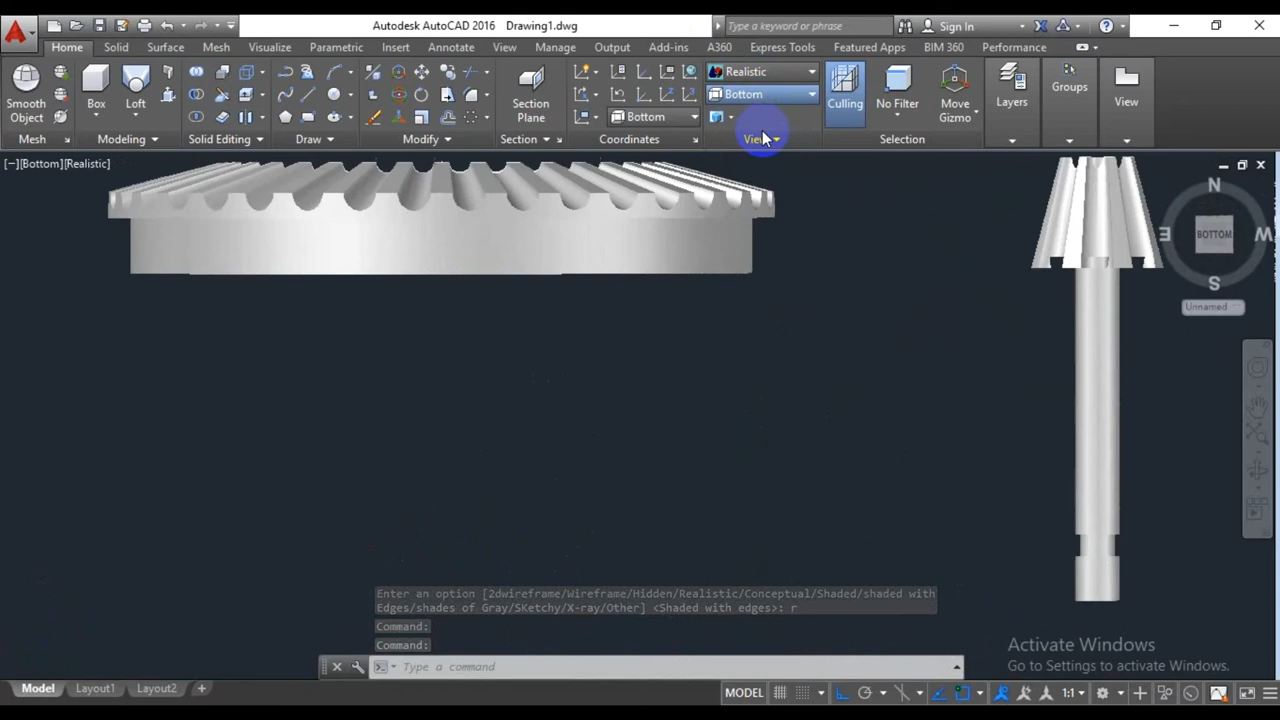 Autodesk AutoCAD 2016 Drawing1.dwg
Type a keyword or phrase
Sign In
Home Solid Surface Mesh Visualize Parametric Insert Annotate View Manage Output Add-ins A360 Express Tools Featured Apps BIM 360 Performance
Realistic
Bottom
Smooth Object
Box
Loft
Section Plane
Bottom
Culling
No Filter
Move Gizmo
Layers
Groups
View
Mesh
Modeling
Solid Editing
Draw
Modify
Section
Coordinates
View
Selection
[−][Bottom][Realistic]
N
E
BOTTOM
W
S
Unnamed
Enter an option [2dwireframe/Wireframe/Hidden/Realistic/Conceptual/Shaded/shaded with
Edges/shades of Gray/SKetchy/X-ray/Other] <Shaded with edges>: r
Command:
Command:
Type a command
Activate Windows
Go to Settings to activate Windows.
Model Layout1 Layout2
MODEL
1:1